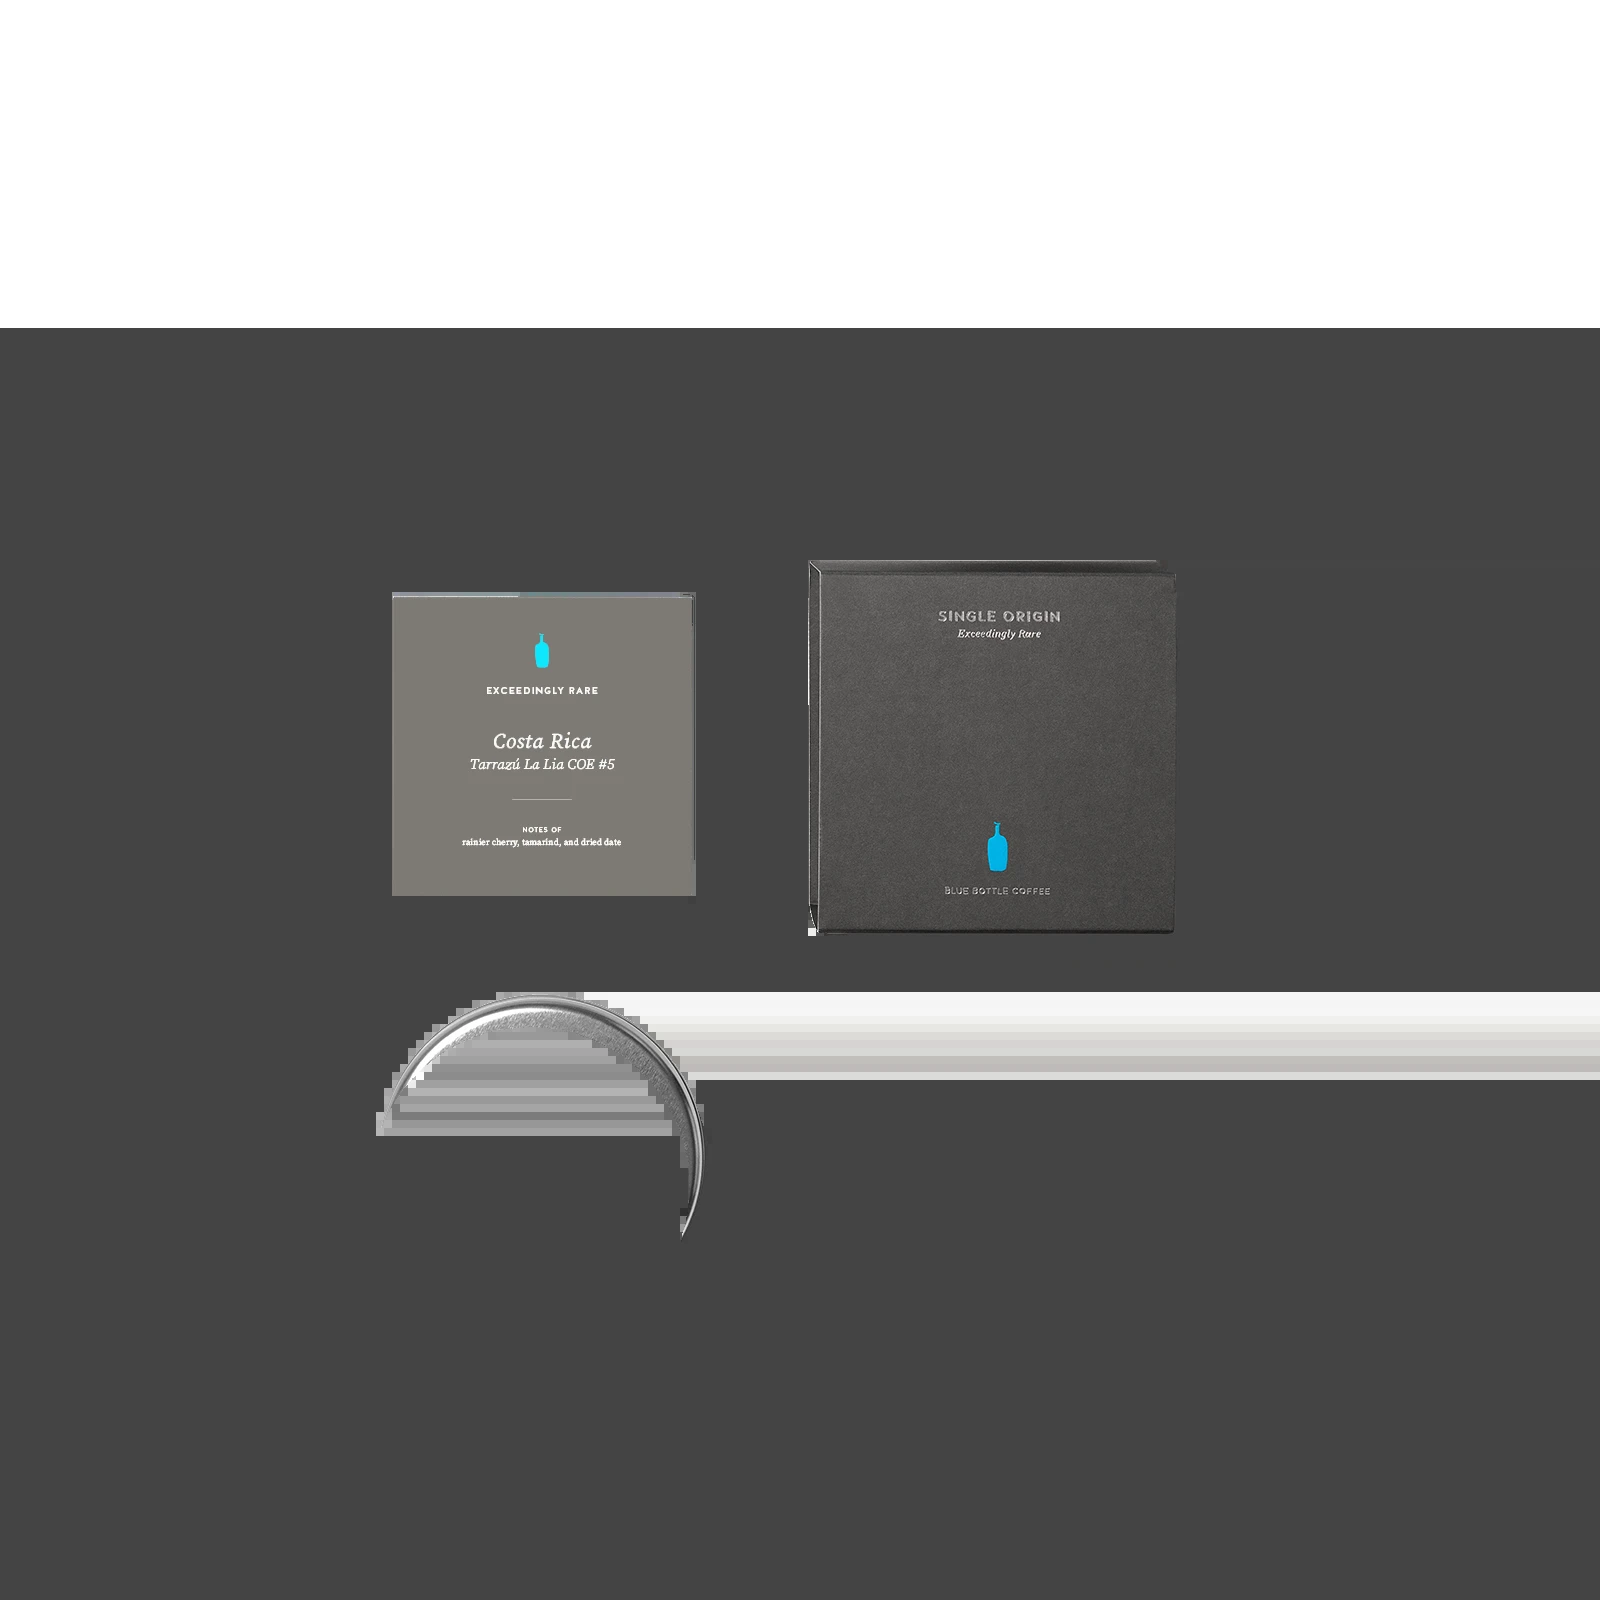 EXCEEDINGLY RARE
Costa Rica
Tarrazú La Lia COE #5
NOTES OF
rainier cherry, tamarind, and dried date
SINGLE ORIGIN
Exceedingly Rare
BLUE BOTTLE COFFEE